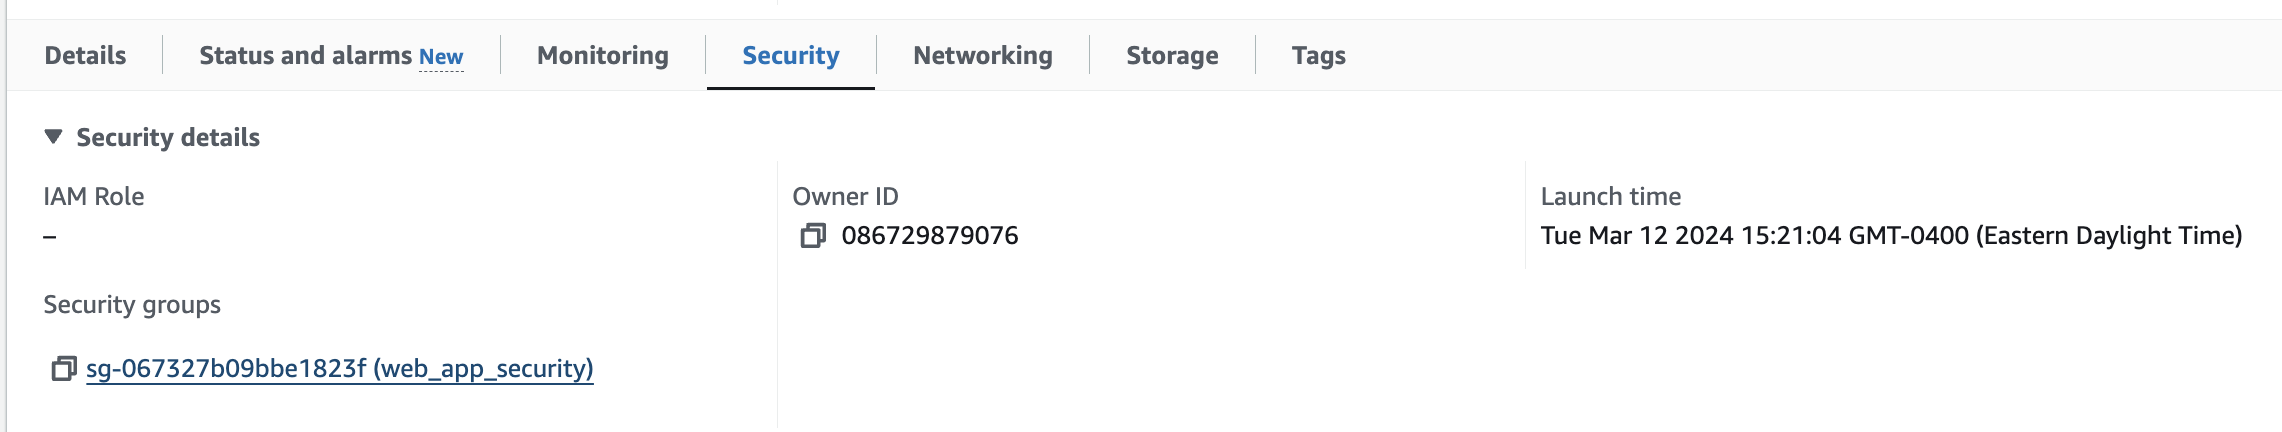 Details
Status and alarms New
Monitoring
Security
Networking
Storage
Tags
Security details
IAM Role
–
Owner ID
086729879076
Launch time
Tue Mar 12 2024 15:21:04 GMT-0400 (Eastern Daylight Time)
Security groups
sg-067327b09bbe1823f (web_app_security)